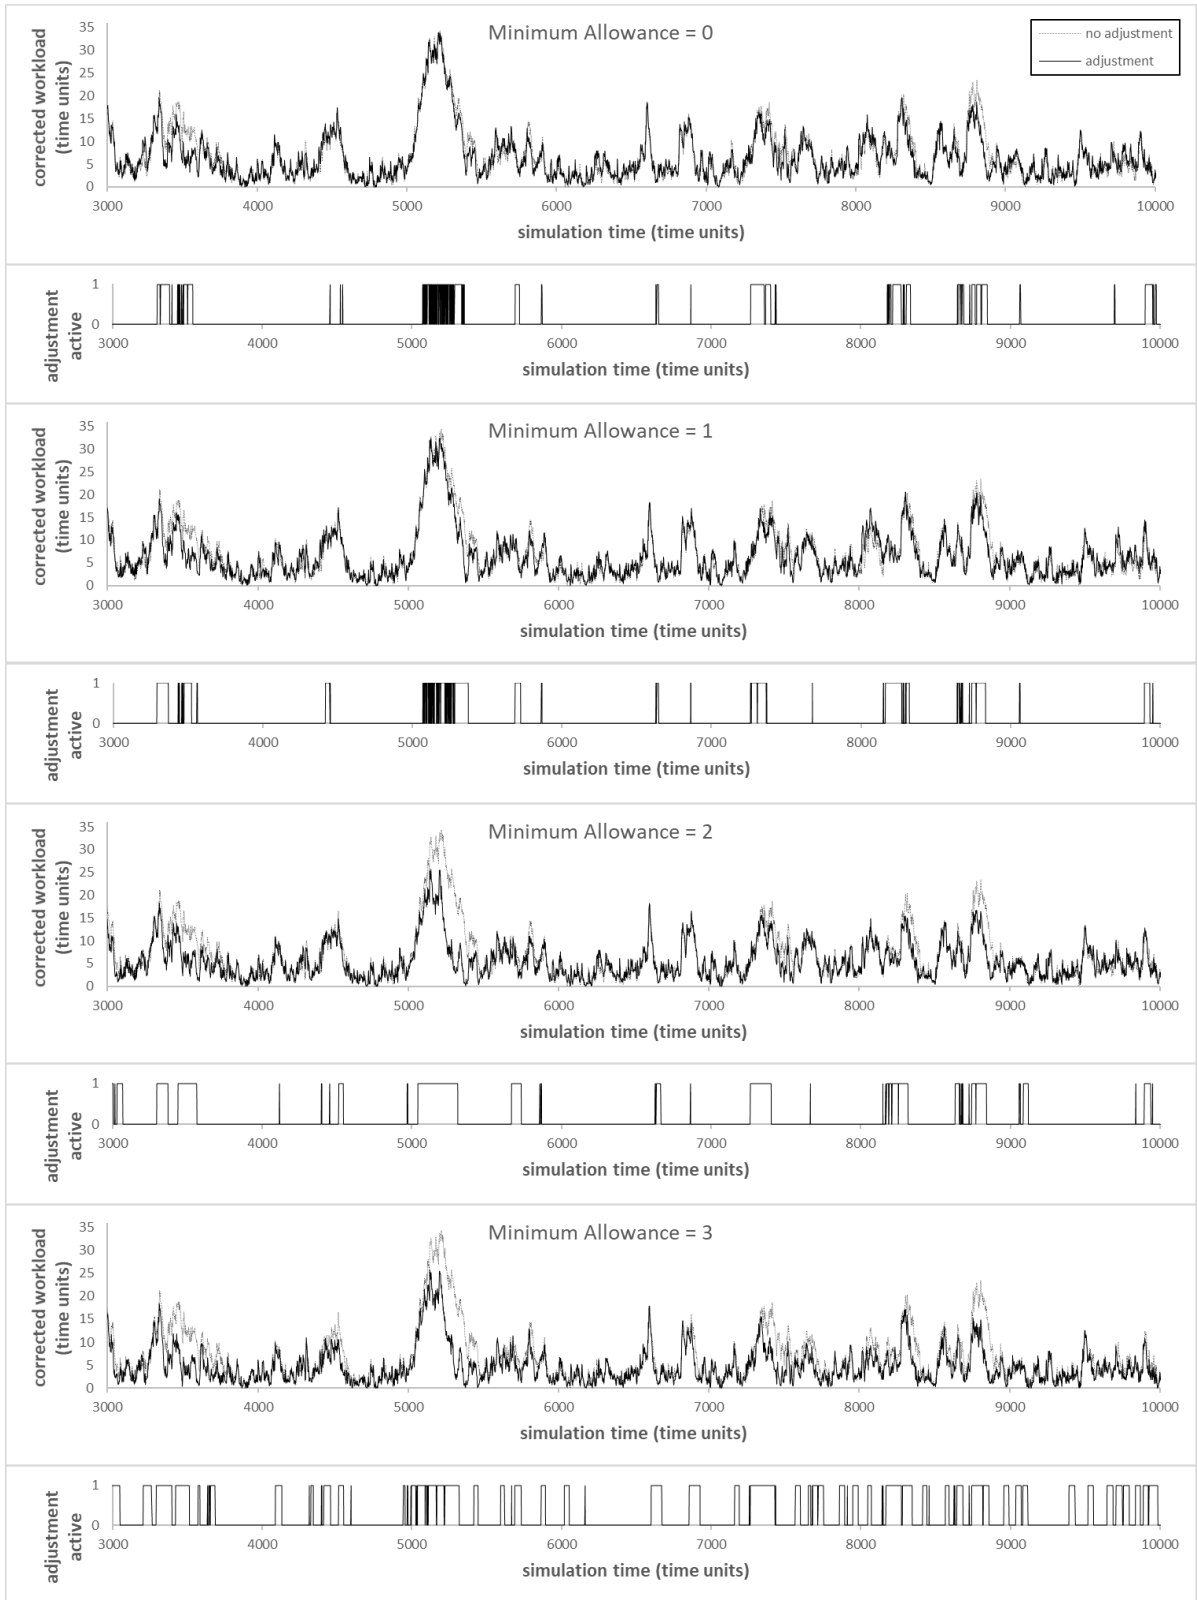 Minimum Allowance = 0
no adjustment
adjustment
corrected workload
(time units)
35
30
25
20
15
10
5
0
3000 4000 5000 6000 7000 8000 9000 10000
simulation time (time units)
adjustment
active
1
0
3000 4000 5000 6000 7000 8000 9000 10000
simulation time (time units)
Minimum Allowance = 1
corrected workload
(time units)
35
30
25
20
15
10
5
0
3000 4000 5000 6000 7000 8000 9000 10000
simulation time (time units)
adjustment
active
1
0
3000 4000 5000 6000 7000 8000 9000 10000
simulation time (time units)
Minimum Allowance = 2
corrected workload
(time units)
35
30
25
20
15
10
5
0
3000 4000 5000 6000 7000 8000 9000 10000
simulation time (time units)
adjustment
active
1
0
3000 4000 5000 6000 7000 8000 9000 10000
simulation time (time units)
Minimum Allowance = 3
corrected workload
(time units)
35
30
25
20
15
10
5
0
3000 4000 5000 6000 7000 8000 9000 10000
simulation time (time units)
adjustment
active
1
0
3000 4000 5000 6000 7000 8000 9000 10000
simulation time (time units)